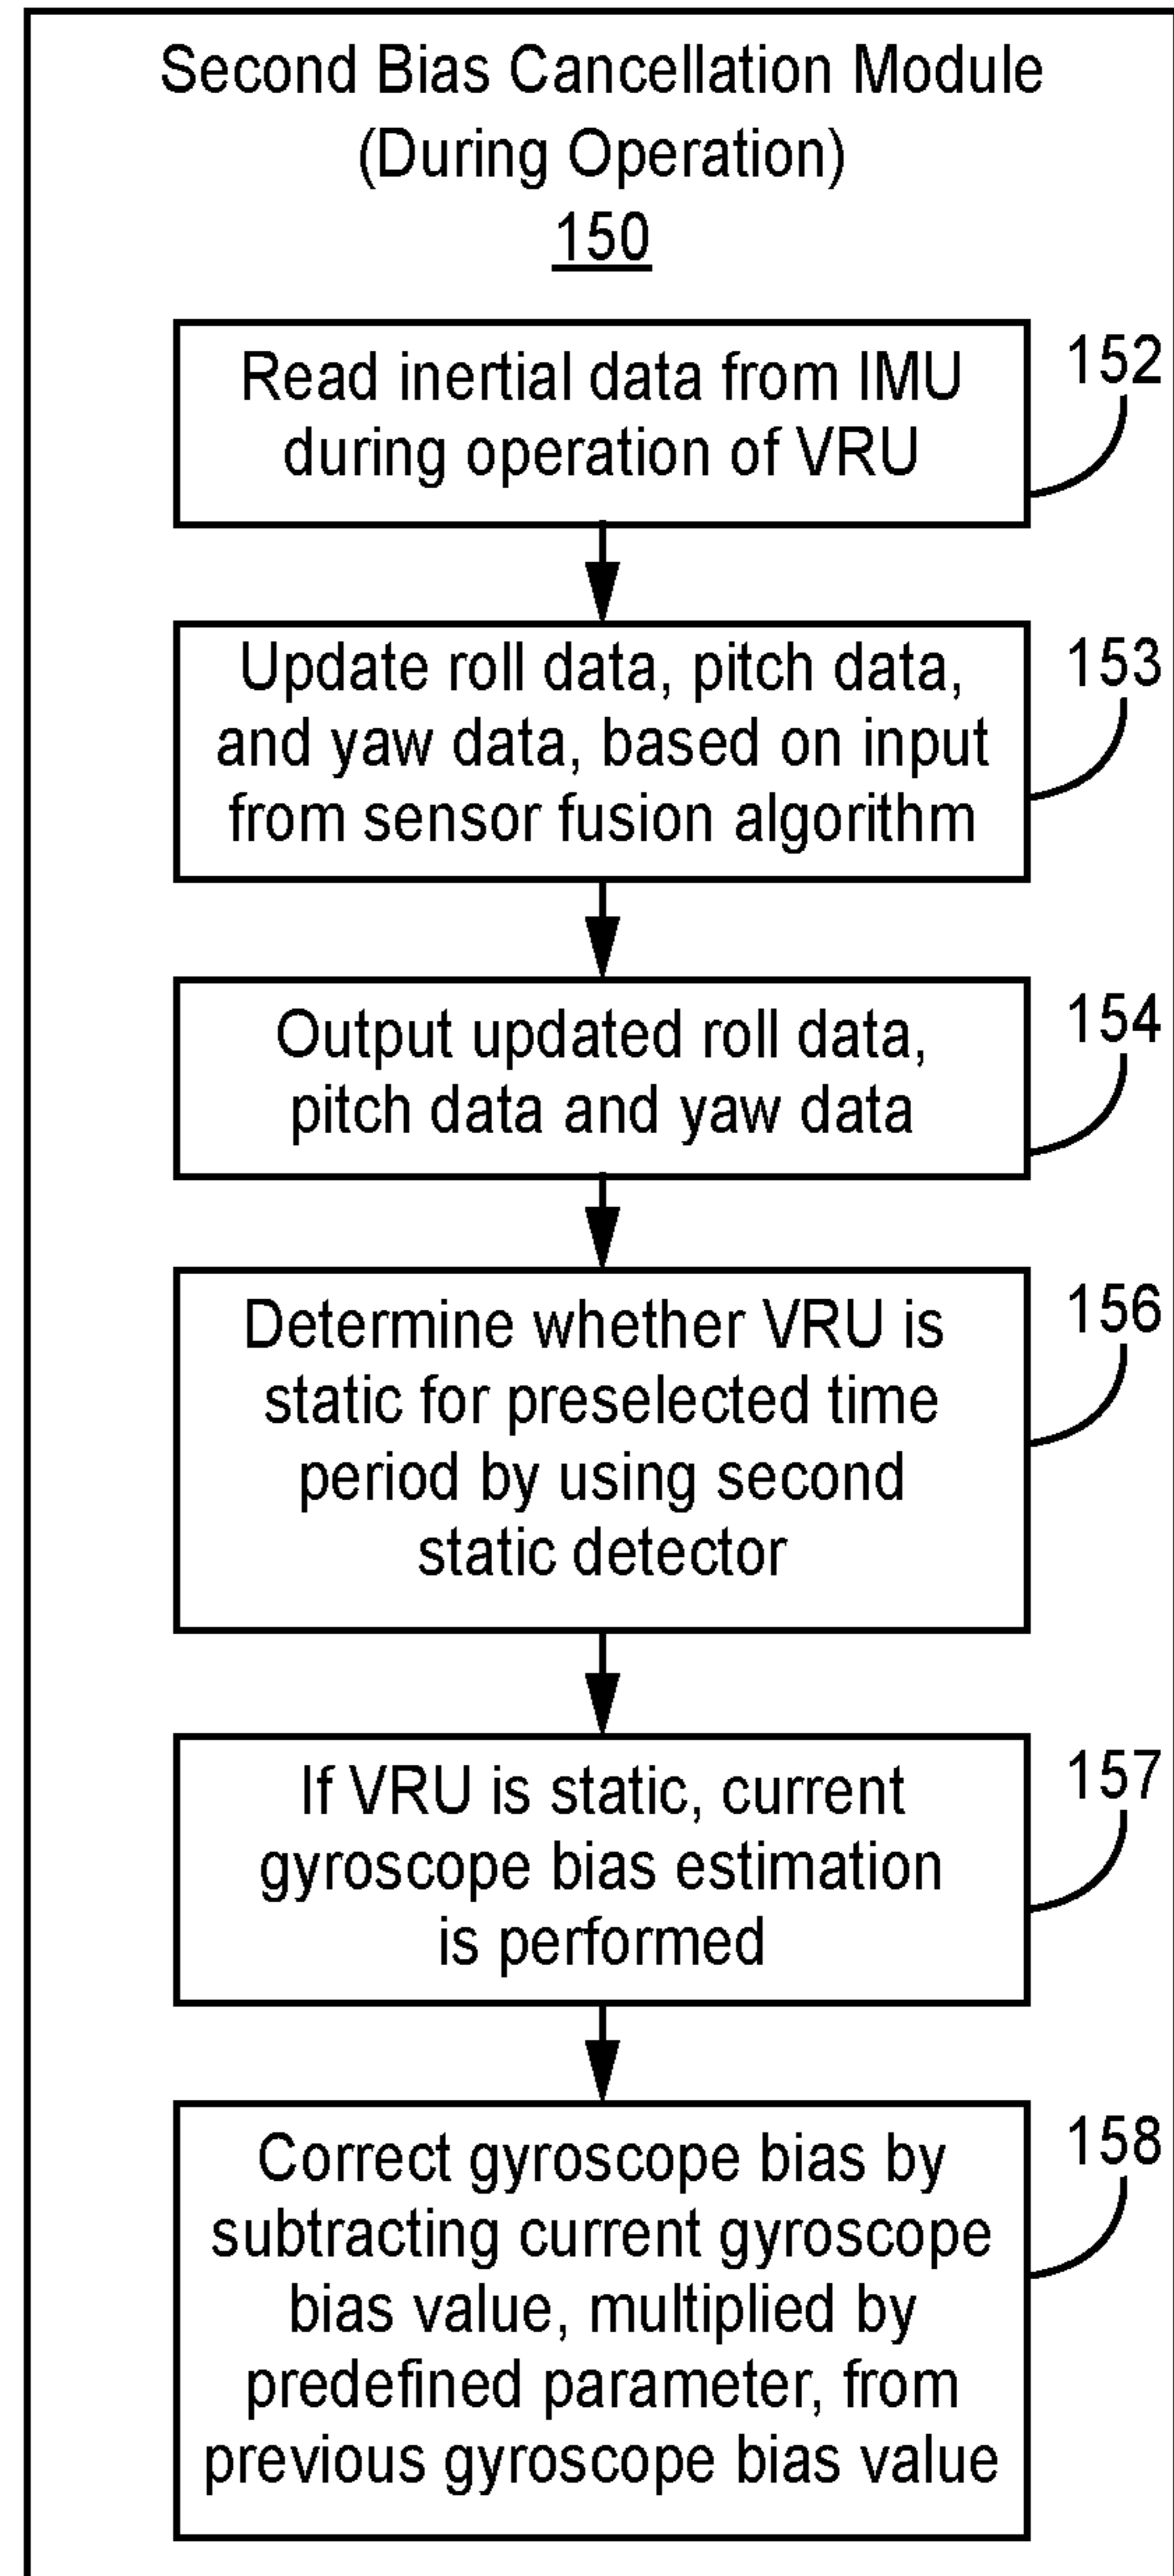 Second Bias Cancellation Module
(During Operation)
150
Read inertial data from IMU
during operation of VRU
152
Update roll data, pitch data,
and yaw data, based on input
from sensor fusion algorithm
153
Output updated roll data,
pitch data and yaw data
154
Determine whether VRU is
static for preselected time
period by using second
static detector
156
If VRU is static, current
gyroscope bias estimation
is performed
157
Correct gyroscope bias by
subtracting current gyroscope
bias value, multiplied by
predefined parameter, from
previous gyroscope bias value
158